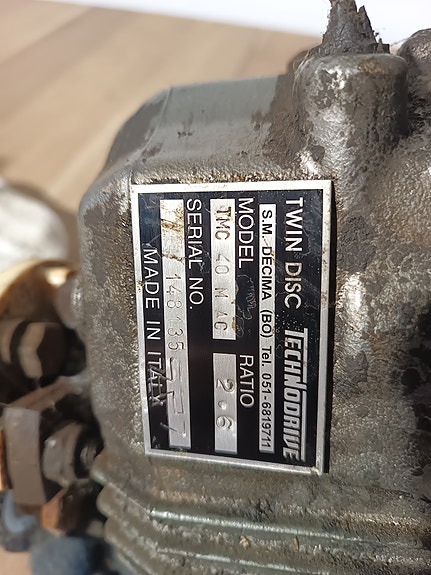 TWIN DISC TECHNODRIVE
S.M. DECIMA (BO) Tel. 051-6819711
MODEL RATIO
TMC 40 M AC 2.6
SERIAL NO.
MADE IN ITALY